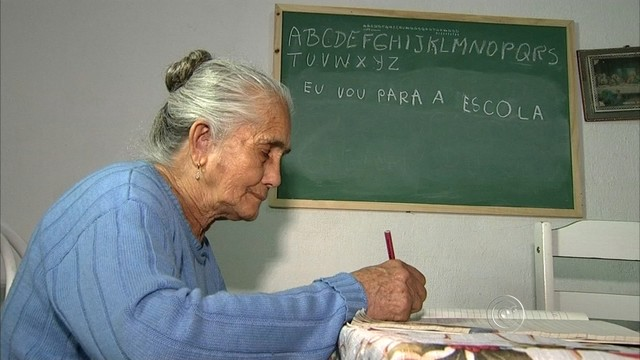 ABCDEFGHIJKLMNOPQRS
TUVWXYZ
EU VOU PARA A ESCOLA